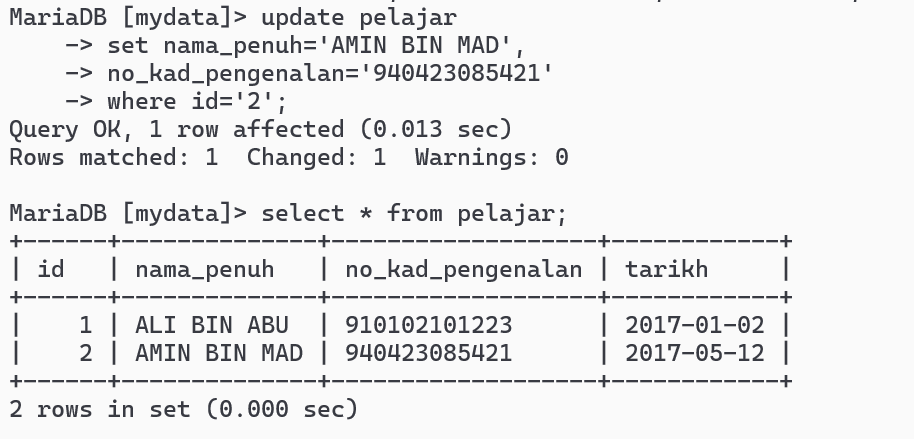 MariaDB [mydata]> update pelajar
    -> set nama_penuh='AMIN BIN MAD',
    -> no_kad_pengenalan='940423085421'
    -> where id='2';
Query OK, 1 row affected (0.013 sec)
Rows matched: 1  Changed: 1  Warnings: 0

MariaDB [mydata]> select * from pelajar;
+------+--------------+-------------------+------------+
| id   | nama_penuh   | no_kad_pengenalan | tarikh     |
+------+--------------+-------------------+------------+
|    1 | ALI BIN ABU  | 910102101223      | 2017-01-02 |
|    2 | AMIN BIN MAD | 940423085421      | 2017-05-12 |
+------+--------------+-------------------+------------+
2 rows in set (0.000 sec)